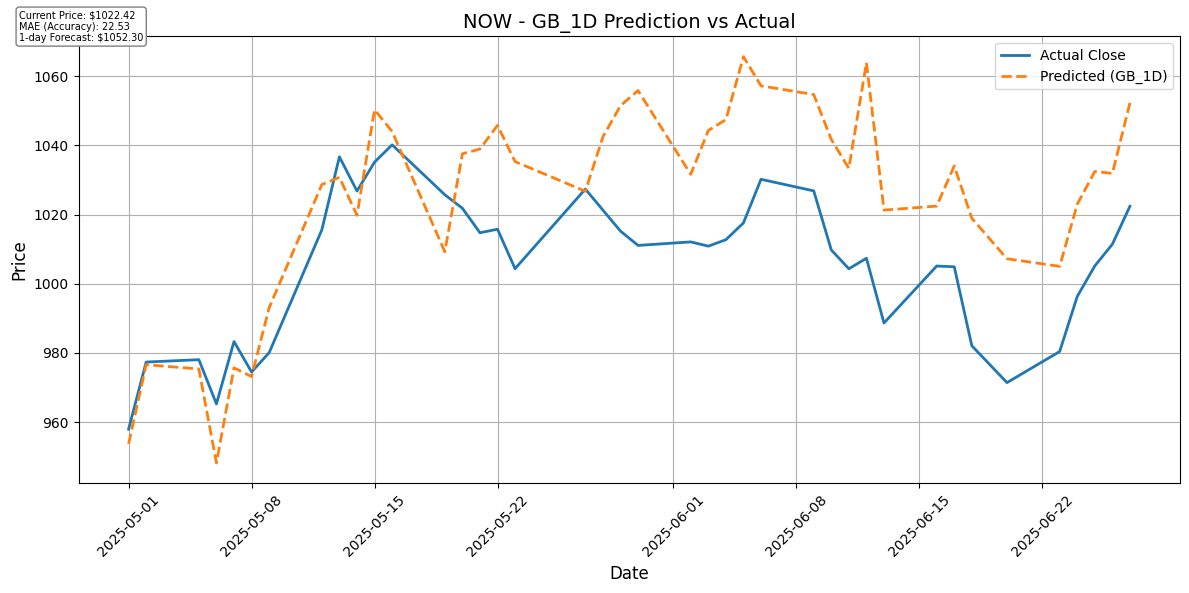 NOW - GB_1D Prediction vs Actual
Current Price: $1022.42
MAE (Accuracy): 22.53
1-day Forecast: $1052.30
Actual Close
Predicted (GB_1D)
Price
1060
1040
1020
1000
980
960
2025-05-01
2025-05-08
2025-05-15
2025-05-22
2025-06-01
2025-06-08
2025-06-15
2025-06-22
Date